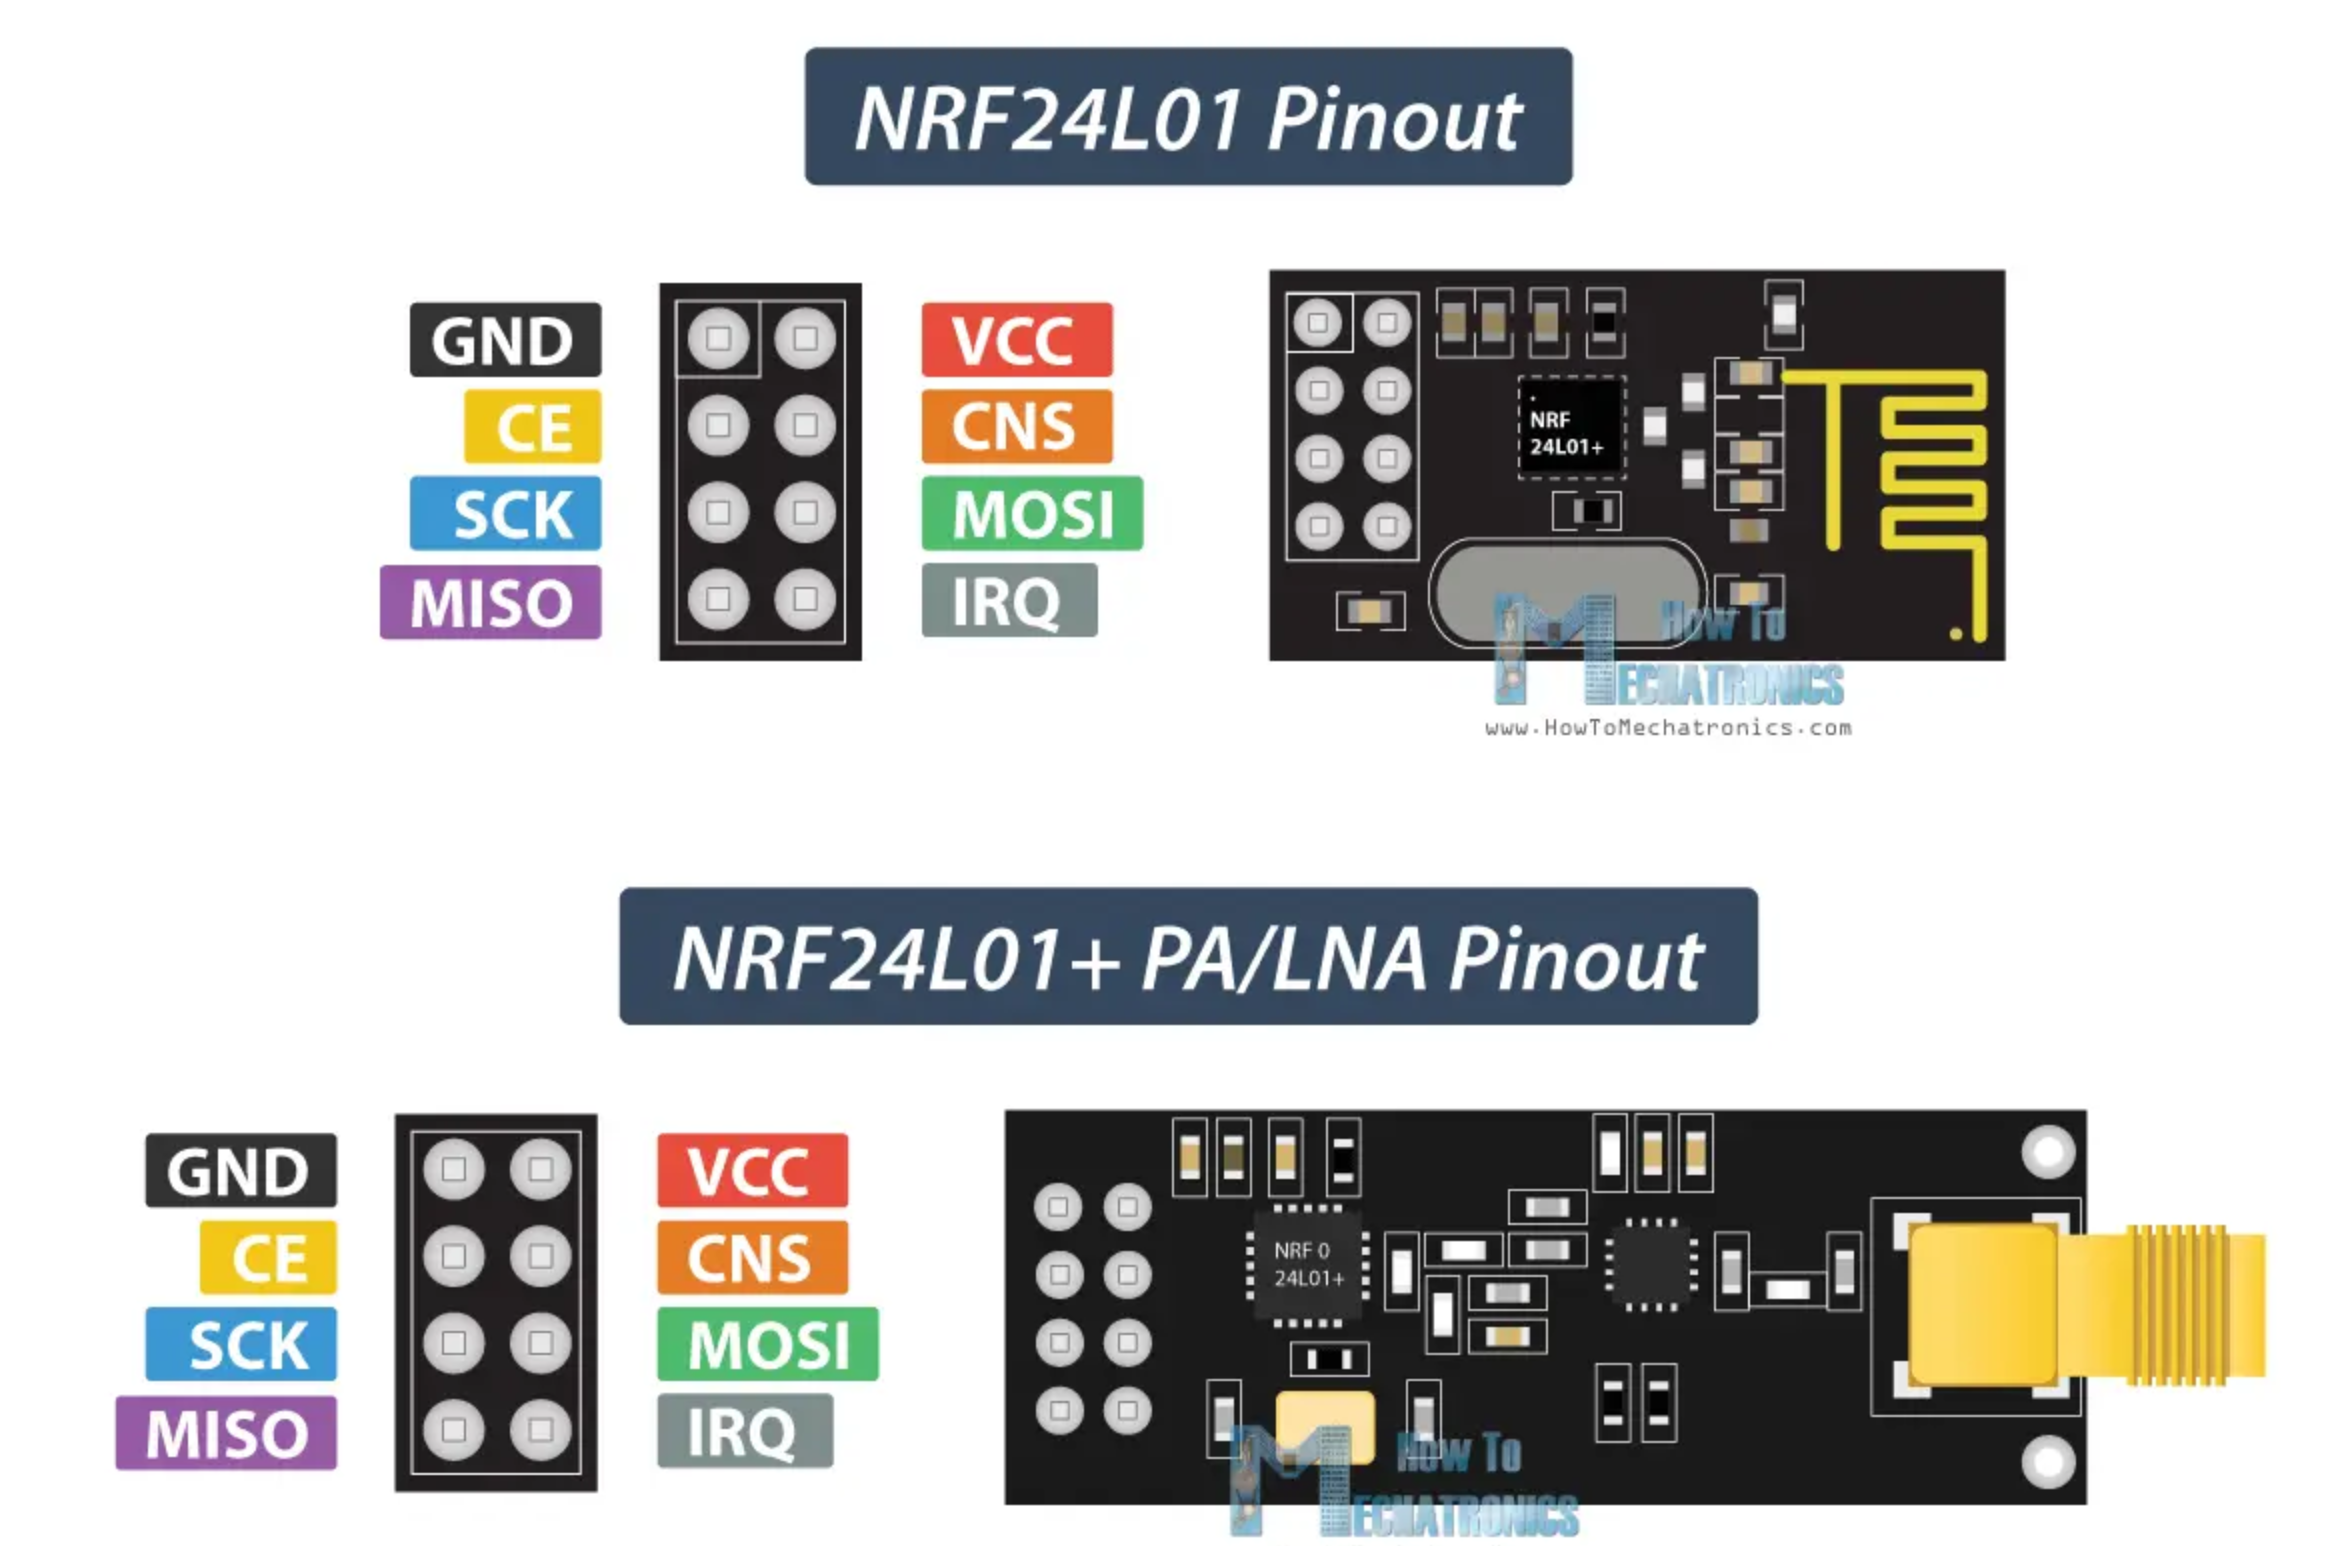 NRF24L01 Pinout
GND VCC
CE CNS
SCK MOSI
MISO IRQ
NRF
24L01+
How To
MECHATRONICS
www.HowToMechatronics.com
NRF24L01+ PA/LNA Pinout
GND VCC
CE CNS
SCK MOSI
MISO IRQ
NRF 0
24L01+
How To
MECHATRONICS